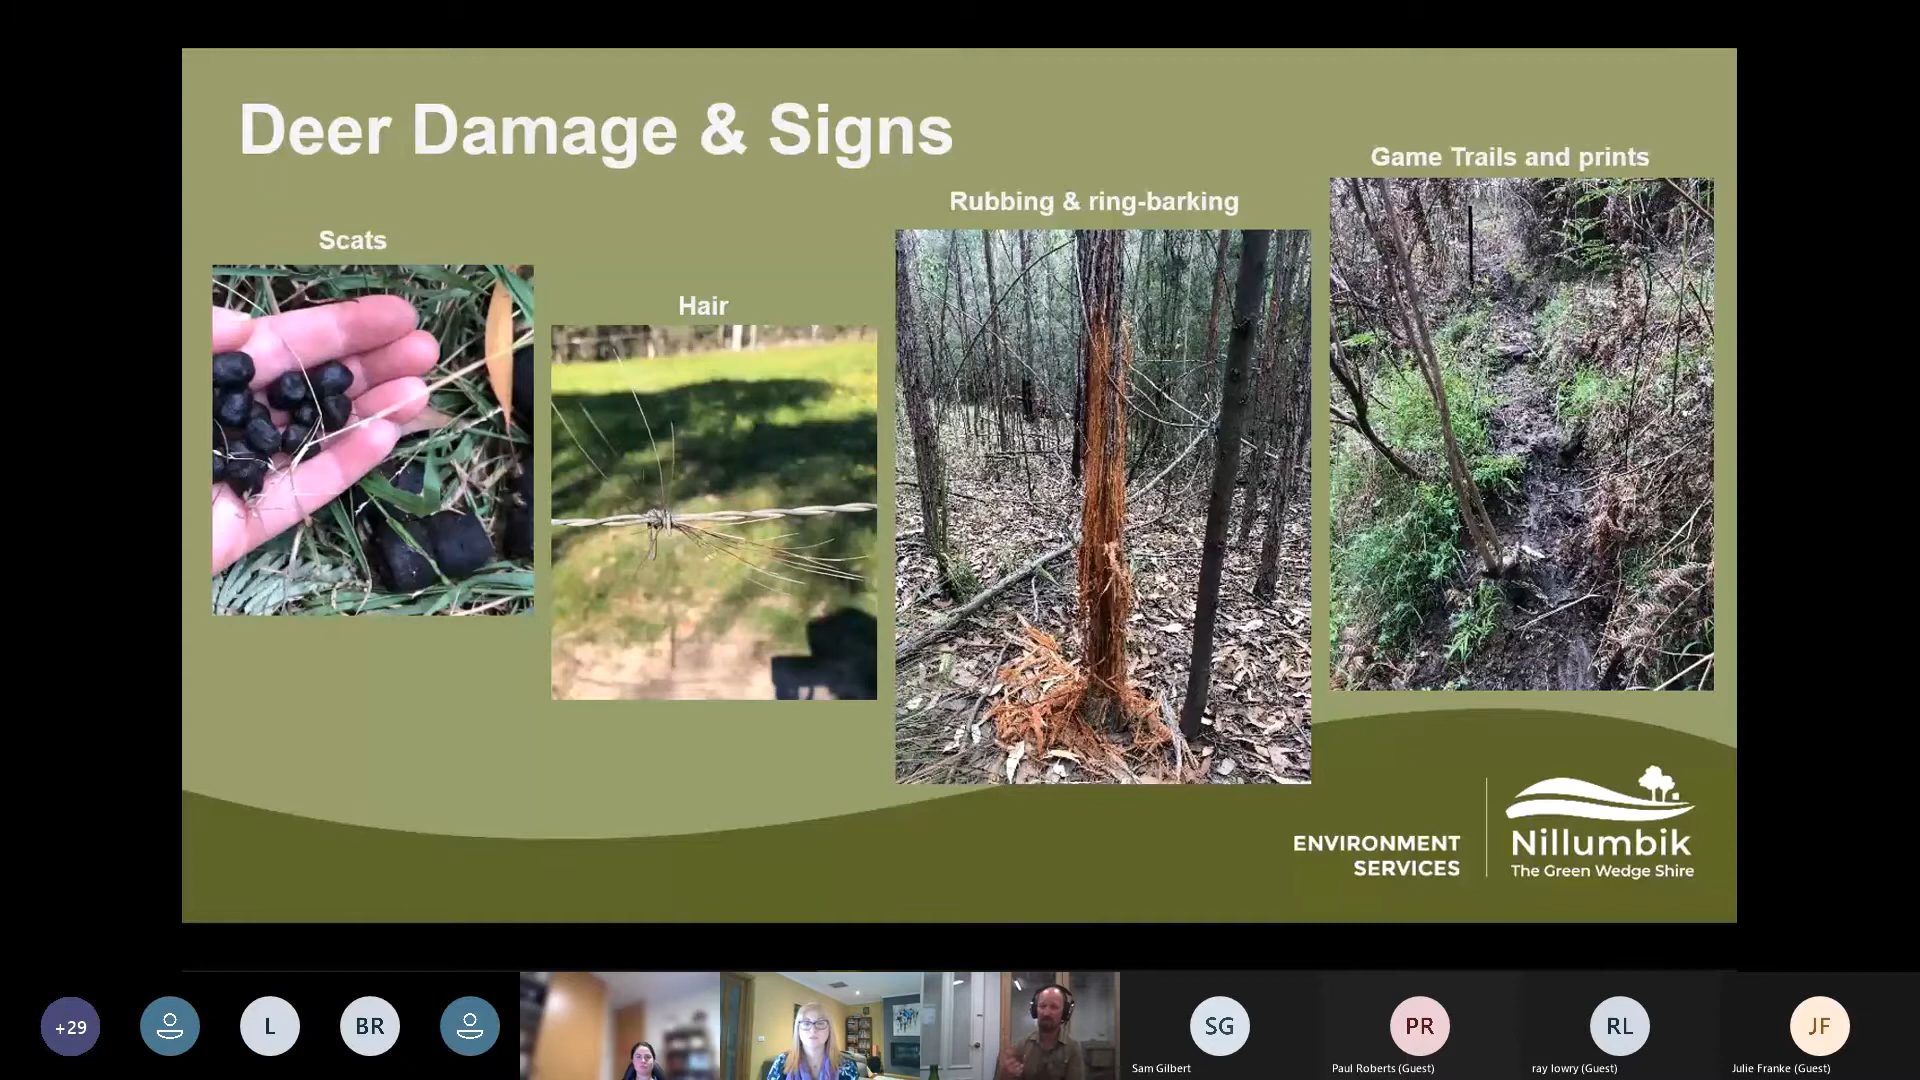 Deer Damage & Signs
Scats
Hair
Rubbing & ring-barking
Game Trails and prints
ENVIRONMENT
SERVICES
Nillumbik
The Green Wedge Shire
+29
L
BR
SG
Sam Gilbert
PR
Paul Roberts (Guest)
RL
ray lowry (Guest)
JF
Julie Franke (Guest)